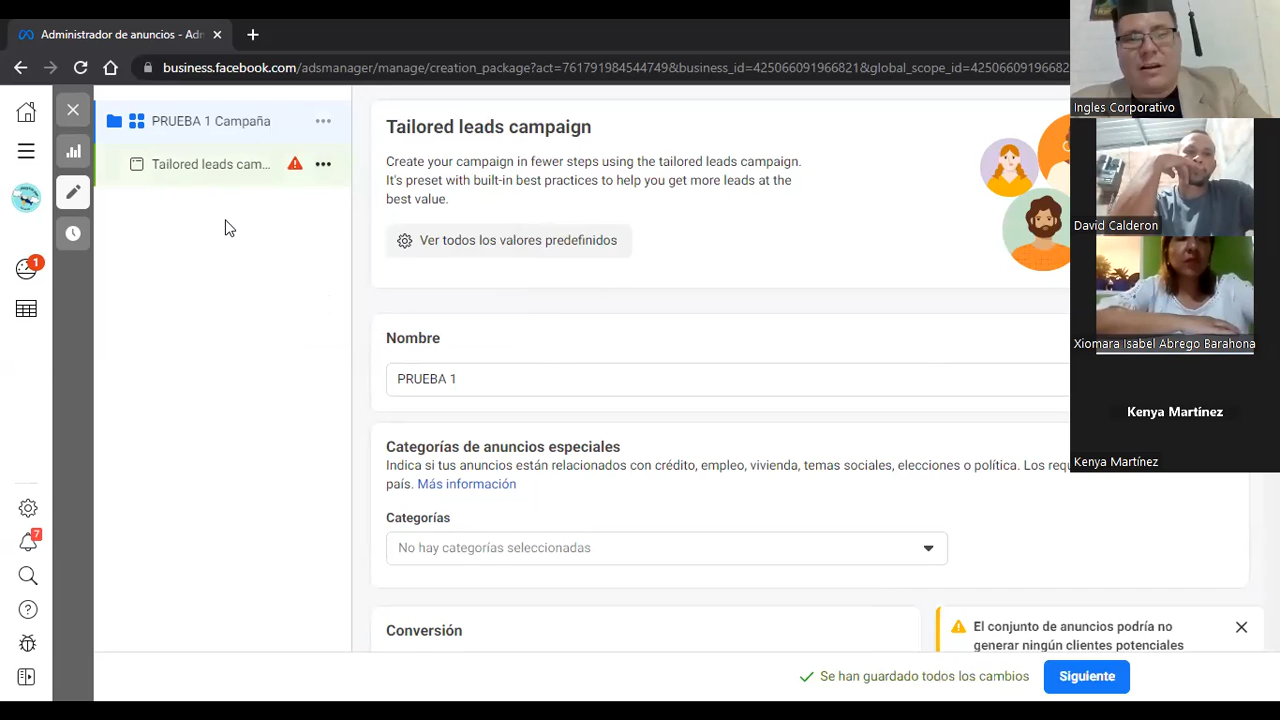 Administrador de anuncios - Adr
business.facebook.com/adsmanager/manage/creation_package?act=761791984544749&business_id=425066091966821&global_scope_id=42506609196682
PRUEBA 1 Campaña
Tailored leads cam...
1
7
Tailored leads campaign
Create your campaign in fewer steps using the tailored leads campaign.
It's preset with built-in best practices to help you get more leads at the
best value.
Ver todos los valores predefinidos
Nombre
PRUEBA 1
Categorías de anuncios especiales
Indica si tus anuncios están relacionados con crédito, empleo, vivienda, temas sociales, elecciones o política. Los requ
país. Más información
Categorías
No hay categorías seleccionadas
Conversión
El conjunto de anuncios podría no
generar ningún clientes potenciales
Se han guardado todos los cambios
Siguiente
Ingles Corporativo
David Calderon
Xiomara Isabel Abrego Barahona
Kenya Martínez
Kenya Martínez